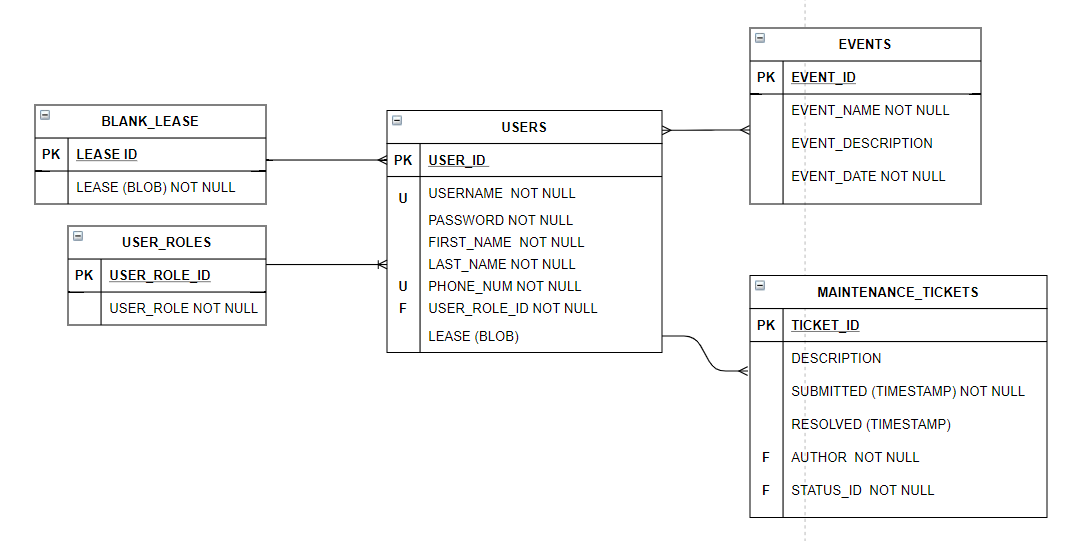 BLANK_LEASE
PK LEASE ID
LEASE (BLOB) NOT NULL
USER_ROLES
PK USER_ROLE_ID
USER_ROLE NOT NULL
USERS
PK USER_ID
U USERNAME NOT NULL
PASSWORD NOT NULL
FIRST_NAME NOT NULL
LAST_NAME NOT NULL
U PHONE_NUM NOT NULL
F USER_ROLE_ID NOT NULL
LEASE (BLOB)
EVENTS
PK EVENT_ID
EVENT_NAME NOT NULL
EVENT_DESCRIPTION
EVENT_DATE NOT NULL
MAINTENANCE_TICKETS
PK TICKET_ID
DESCRIPTION
SUBMITTED (TIMESTAMP) NOT NULL
RESOLVED (TIMESTAMP)
F AUTHOR NOT NULL
F STATUS_ID NOT NULL